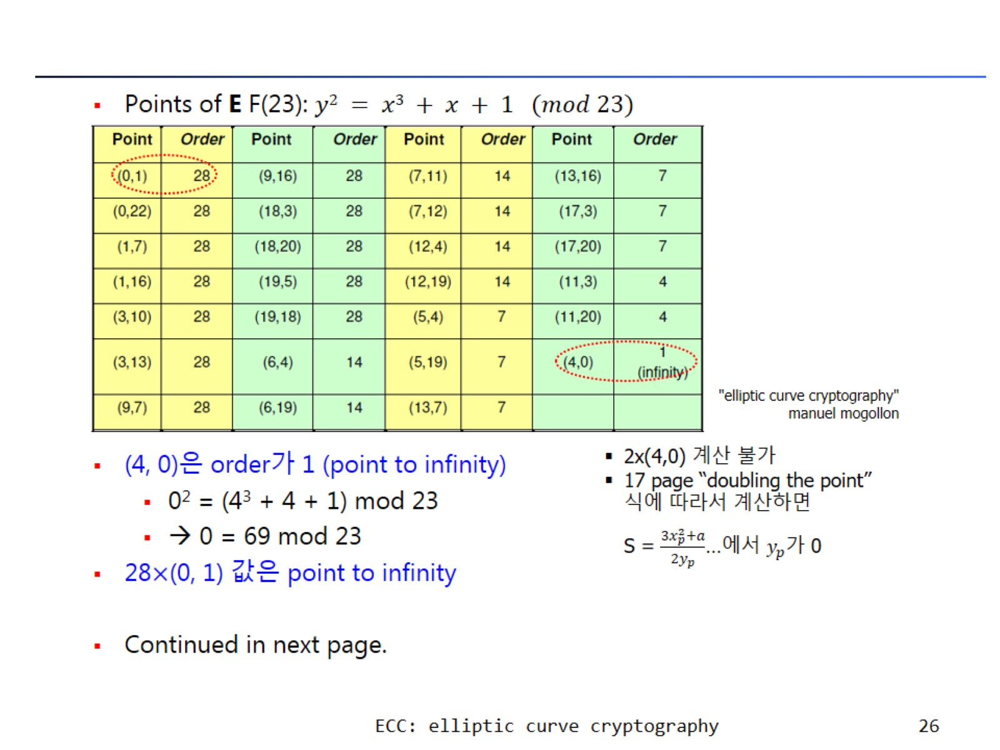 Points of E F(23): y² = x³ + x + 1 (mod 23)
Point Order Point Order Point Order Point Order
(0,1) 28 (9,16) 28 (7,11) 14 (13,16) 7
(0,22) 28 (18,3) 28 (7,12) 14 (17,3) 7
(1,7) 28 (18,20) 28 (12,4) 14 (17,20) 7
(1,16) 28 (19,5) 28 (12,19) 14 (11,3) 4
(3,10) 28 (19,18) 28 (5,4) 7 (11,20) 4
(3,13) 28 (6,4) 14 (5,19) 7 (4,0) 1 (infinity)
(9,7) 28 (6,19) 14 (13,7) 7
"elliptic curve cryptography"
manuel mogollon
(4, 0)은 order가 1 (point to infinity)
0² = (4³ + 4 + 1) mod 23
→ 0 = 69 mod 23
28×(0, 1) 값은 point to infinity
Continued in next page.
2x(4,0) 계산 불가
17 page “doubling the point”
식에 따라서 계산하면
S = (3x_p²+a)/(2y_p) …에서 y_p가 0
ECC: elliptic curve cryptography
26